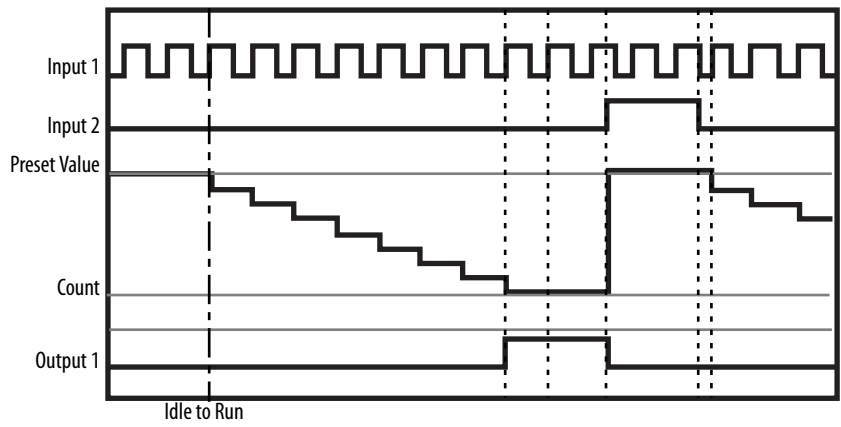 Input 1
Input 2
Preset Value
Count
Output 1
Idle to Run